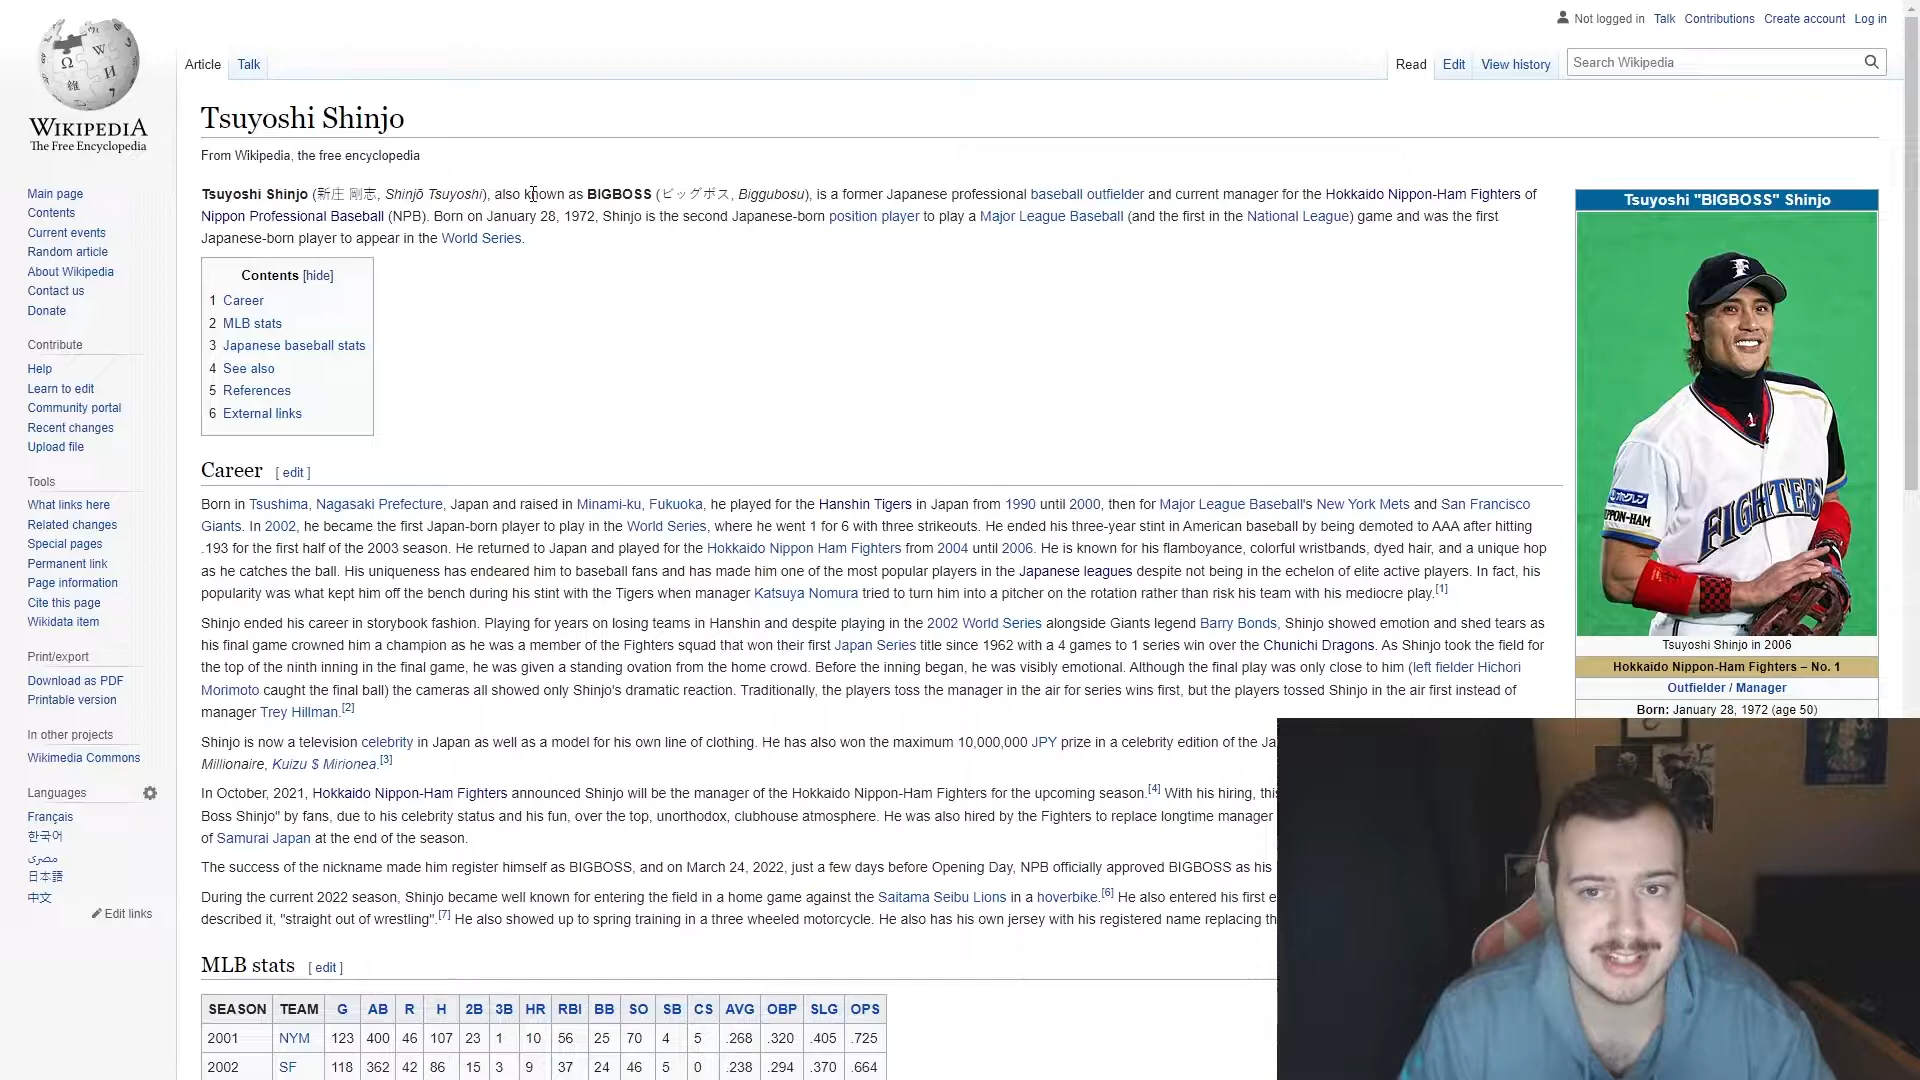 Not logged in Talk Contributions Create account Log in
Article Talk
Read Edit View history Search Wikipedia
WIKIPEDIA
The Free Encyclopedia
Main page
Contents
Current events
Random article
About Wikipedia
Contact us
Donate
Contribute
Help
Learn to edit
Community portal
Recent changes
Upload file
Tools
What links here
Related changes
Special pages
Permanent link
Page information
Cite this page
Wikidata item
Print/export
Download as PDF
Printable version
In other projects
Wikimedia Commons
Languages
Français
한국어
مصرى
日本語
中文
Edit links
Tsuyoshi Shinjo
From Wikipedia, the free encyclopedia
Tsuyoshi Shinjo (新庄 剛志, Shinjō Tsuyoshi), also known as BIGBOSS (ビッグボス, Biggubosu), is a former Japanese professional baseball outfielder and current manager for the Hokkaido Nippon-Ham Fighters of
Nippon Professional Baseball (NPB). Born on January 28, 1972, Shinjo is the second Japanese-born position player to play a Major League Baseball (and the first in the National League) game and was the first
Japanese-born player to appear in the World Series.
Contents [hide]
1 Career
2 MLB stats
3 Japanese baseball stats
4 See also
5 References
6 External links
Career [ edit ]
Born in Tsushima, Nagasaki Prefecture, Japan and raised in Minami-ku, Fukuoka, he played for the Hanshin Tigers in Japan from 1990 until 2000, then for Major League Baseball's New York Mets and San Francisco
Giants. In 2002, he became the first Japan-born player to play in the World Series, where he went 1 for 6 with three strikeouts. He ended his three-year stint in American baseball by being demoted to AAA after hitting
.193 for the first half of the 2003 season. He returned to Japan and played for the Hokkaido Nippon Ham Fighters from 2004 until 2006. He is known for his flamboyance, colorful wristbands, dyed hair, and a unique hop
as he catches the ball. His uniqueness has endeared him to baseball fans and has made him one of the most popular players in the Japanese leagues despite not being in the echelon of elite active players. In fact, his
popularity was what kept him off the bench during his stint with the Tigers when manager Katsuya Nomura tried to turn him into a pitcher on the rotation rather than risk his team with his mediocre play.[1]
Shinjo ended his career in storybook fashion. Playing for years on losing teams in Hanshin and despite playing in the 2002 World Series alongside Giants legend Barry Bonds, Shinjo showed emotion and shed tears as
his final game crowned him a champion as he was a member of the Fighters squad that won their first Japan Series title since 1962 with a 4 games to 1 series win over the Chunichi Dragons. As Shinjo took the field for
the top of the ninth inning in the final game, he was given a standing ovation from the home crowd. Before the inning began, he was visibly emotional. Although the final play was only close to him (left fielder Hichori
Morimoto caught the final ball) the cameras all showed only Shinjo's dramatic reaction. Traditionally, the players toss the manager in the air for series wins first, but the players tossed Shinjo in the air first instead of
manager Trey Hillman.[2]
Shinjo is now a television celebrity in Japan as well as a model for his own line of clothing. He has also won the maximum 10,000,000 JPY prize in a celebrity edition of the Ja
Millionaire, Kuizu $ Mirionea.[3]
In October, 2021, Hokkaido Nippon-Ham Fighters announced Shinjo will be the manager of the Hokkaido Nippon-Ham Fighters for the upcoming season.[4] With his hiring, thi
Boss Shinjo" by fans, due to his celebrity status and his fun, over the top, unorthodox, clubhouse atmosphere. He was also hired by the Fighters to replace longtime manager
of Samurai Japan at the end of the season.
The success of the nickname made him register himself as BIGBOSS, and on March 24, 2022, just a few days before Opening Day, NPB officially approved BIGBOSS as his
During the current 2022 season, Shinjo became well known for entering the field in a home game against the Saitama Seibu Lions in a hoverbike.[6] He also entered his first e
described it, "straight out of wrestling".[7] He also showed up to spring training in a three wheeled motorcycle. He also has his own jersey with his registered name replacing th
MLB stats [ edit ]
SEASON TEAM G AB R H 2B 3B HR RBI BB SO SB CS AVG OBP SLG OPS
2001 NYM 123 400 46 107 23 1 10 56 25 70 4 5 .268 .320 .405 .725
2002 SF 118 362 42 86 15 3 9 37 24 46 5 0 .238 .294 .370 .664
Tsuyoshi "BIGBOSS" Shinjo
F
1
ホクレン
NIPPON-HAM
FIGHTERS
Tsuyoshi Shinjo in 2006
Hokkaido Nippon-Ham Fighters – No. 1
Outfielder / Manager
Born: January 28, 1972 (age 50)